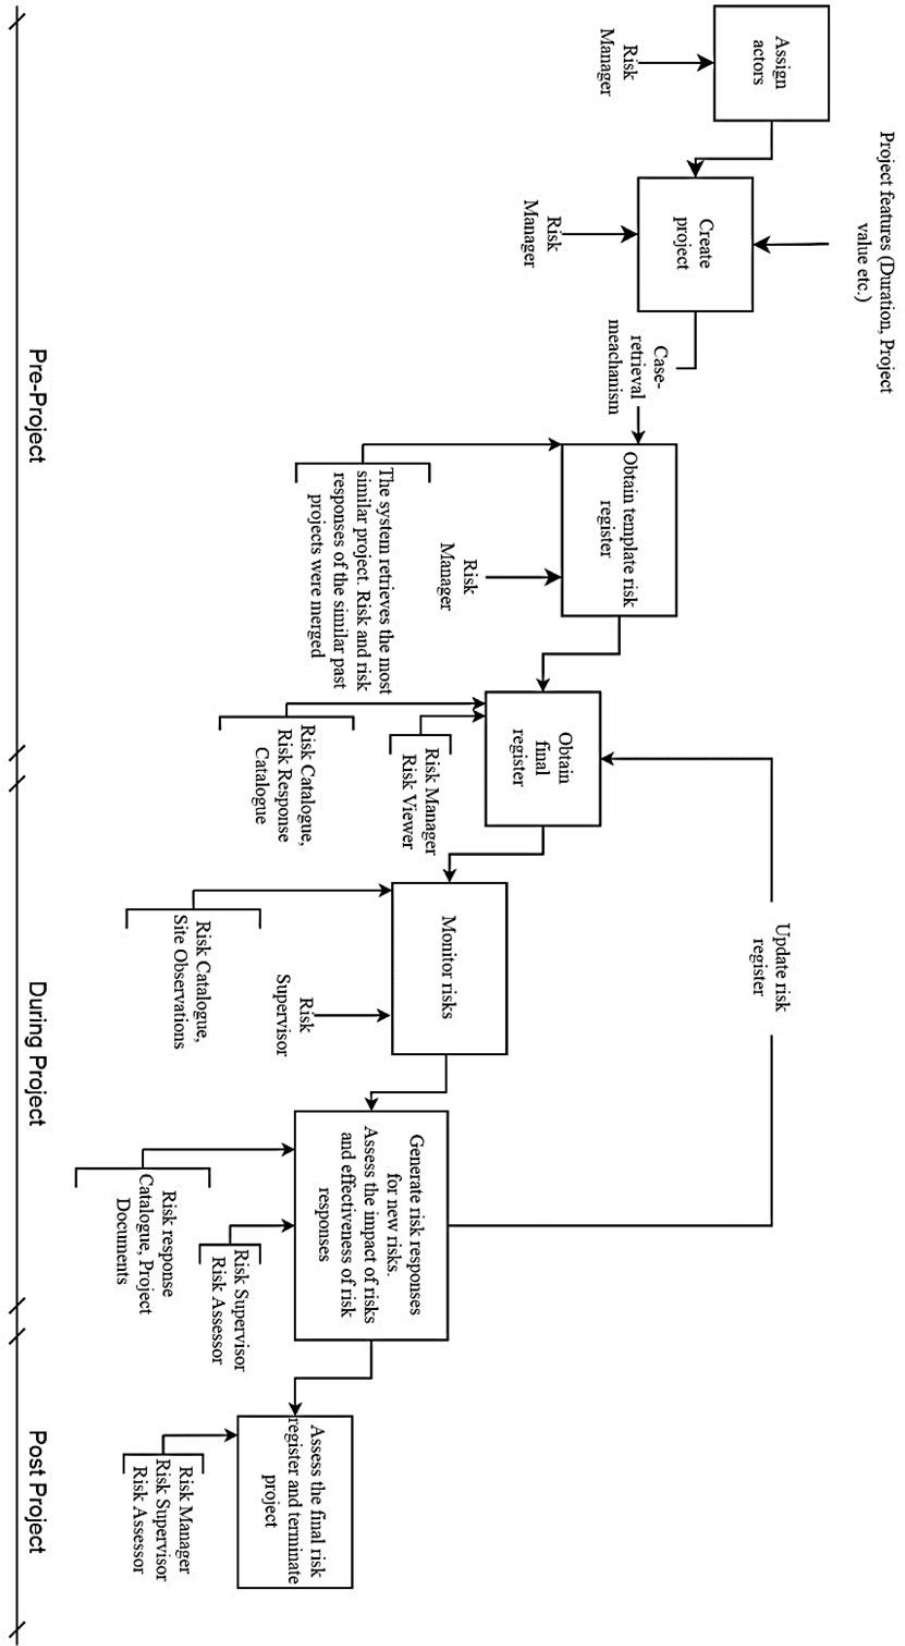 Project features (Duration, Project
value etc.)
Assign
actors
Risk
Manager
Create
project
Risk
Manager
Case-
retrieval
meachanism
Obtain template risk
register
Risk
Manager
The system retrieves the most
similar project. Risk and risk
responses of the similar past
projects were merged
Obtain
final
register
Risk Manager
Risk Viewer
Risk Catalogue,
Risk Response
Catalogue
Update risk
register
Monitor risks
Risk
Supervisor
Risk Catalogue,
Site Observations
Generate risk responses
for new risks.
Assess the impact of risks
and effectiveness of risk
responses
Risk Supervisor
Risk Assessor
Risk response
Catalogue, Project
Documents
Assess the final risk
register and terminate
project
Risk Manager
Risk Supervisor
Risk Assessor
Pre-Project
During Project
Post Project